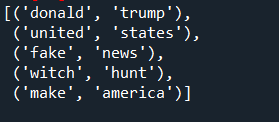 [('donald', 'trump'),
('united', 'states'),
('fake', 'news'),
('witch', 'hunt'),
('make', 'america')]